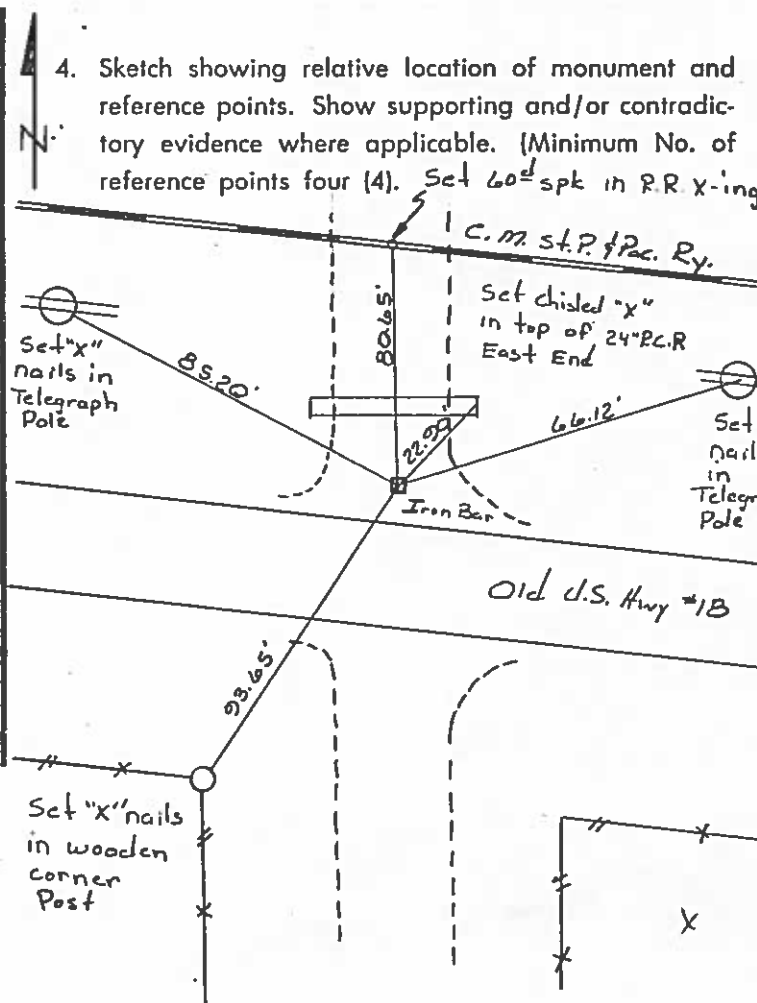 N
4. Sketch showing relative location of monument and
reference points. Show supporting and/or contradic-
tory evidence where applicable. (Minimum No. of
reference points four (4). Set 60d spk in R.R. X-ing
C.M. St. P. & Pac. Ry.
Set "X"
nails in
Telegraph
Pole
85.20'
80.65'
Set chisled "X"
in top of 24" R.C.P.
East End
22.90'
66.12'
Set
nail
in
Telegr
Pole
Iron Bar
Old U.S. Hwy #18
93.65'
Set "X" nails
in wooden
corner
Post
X